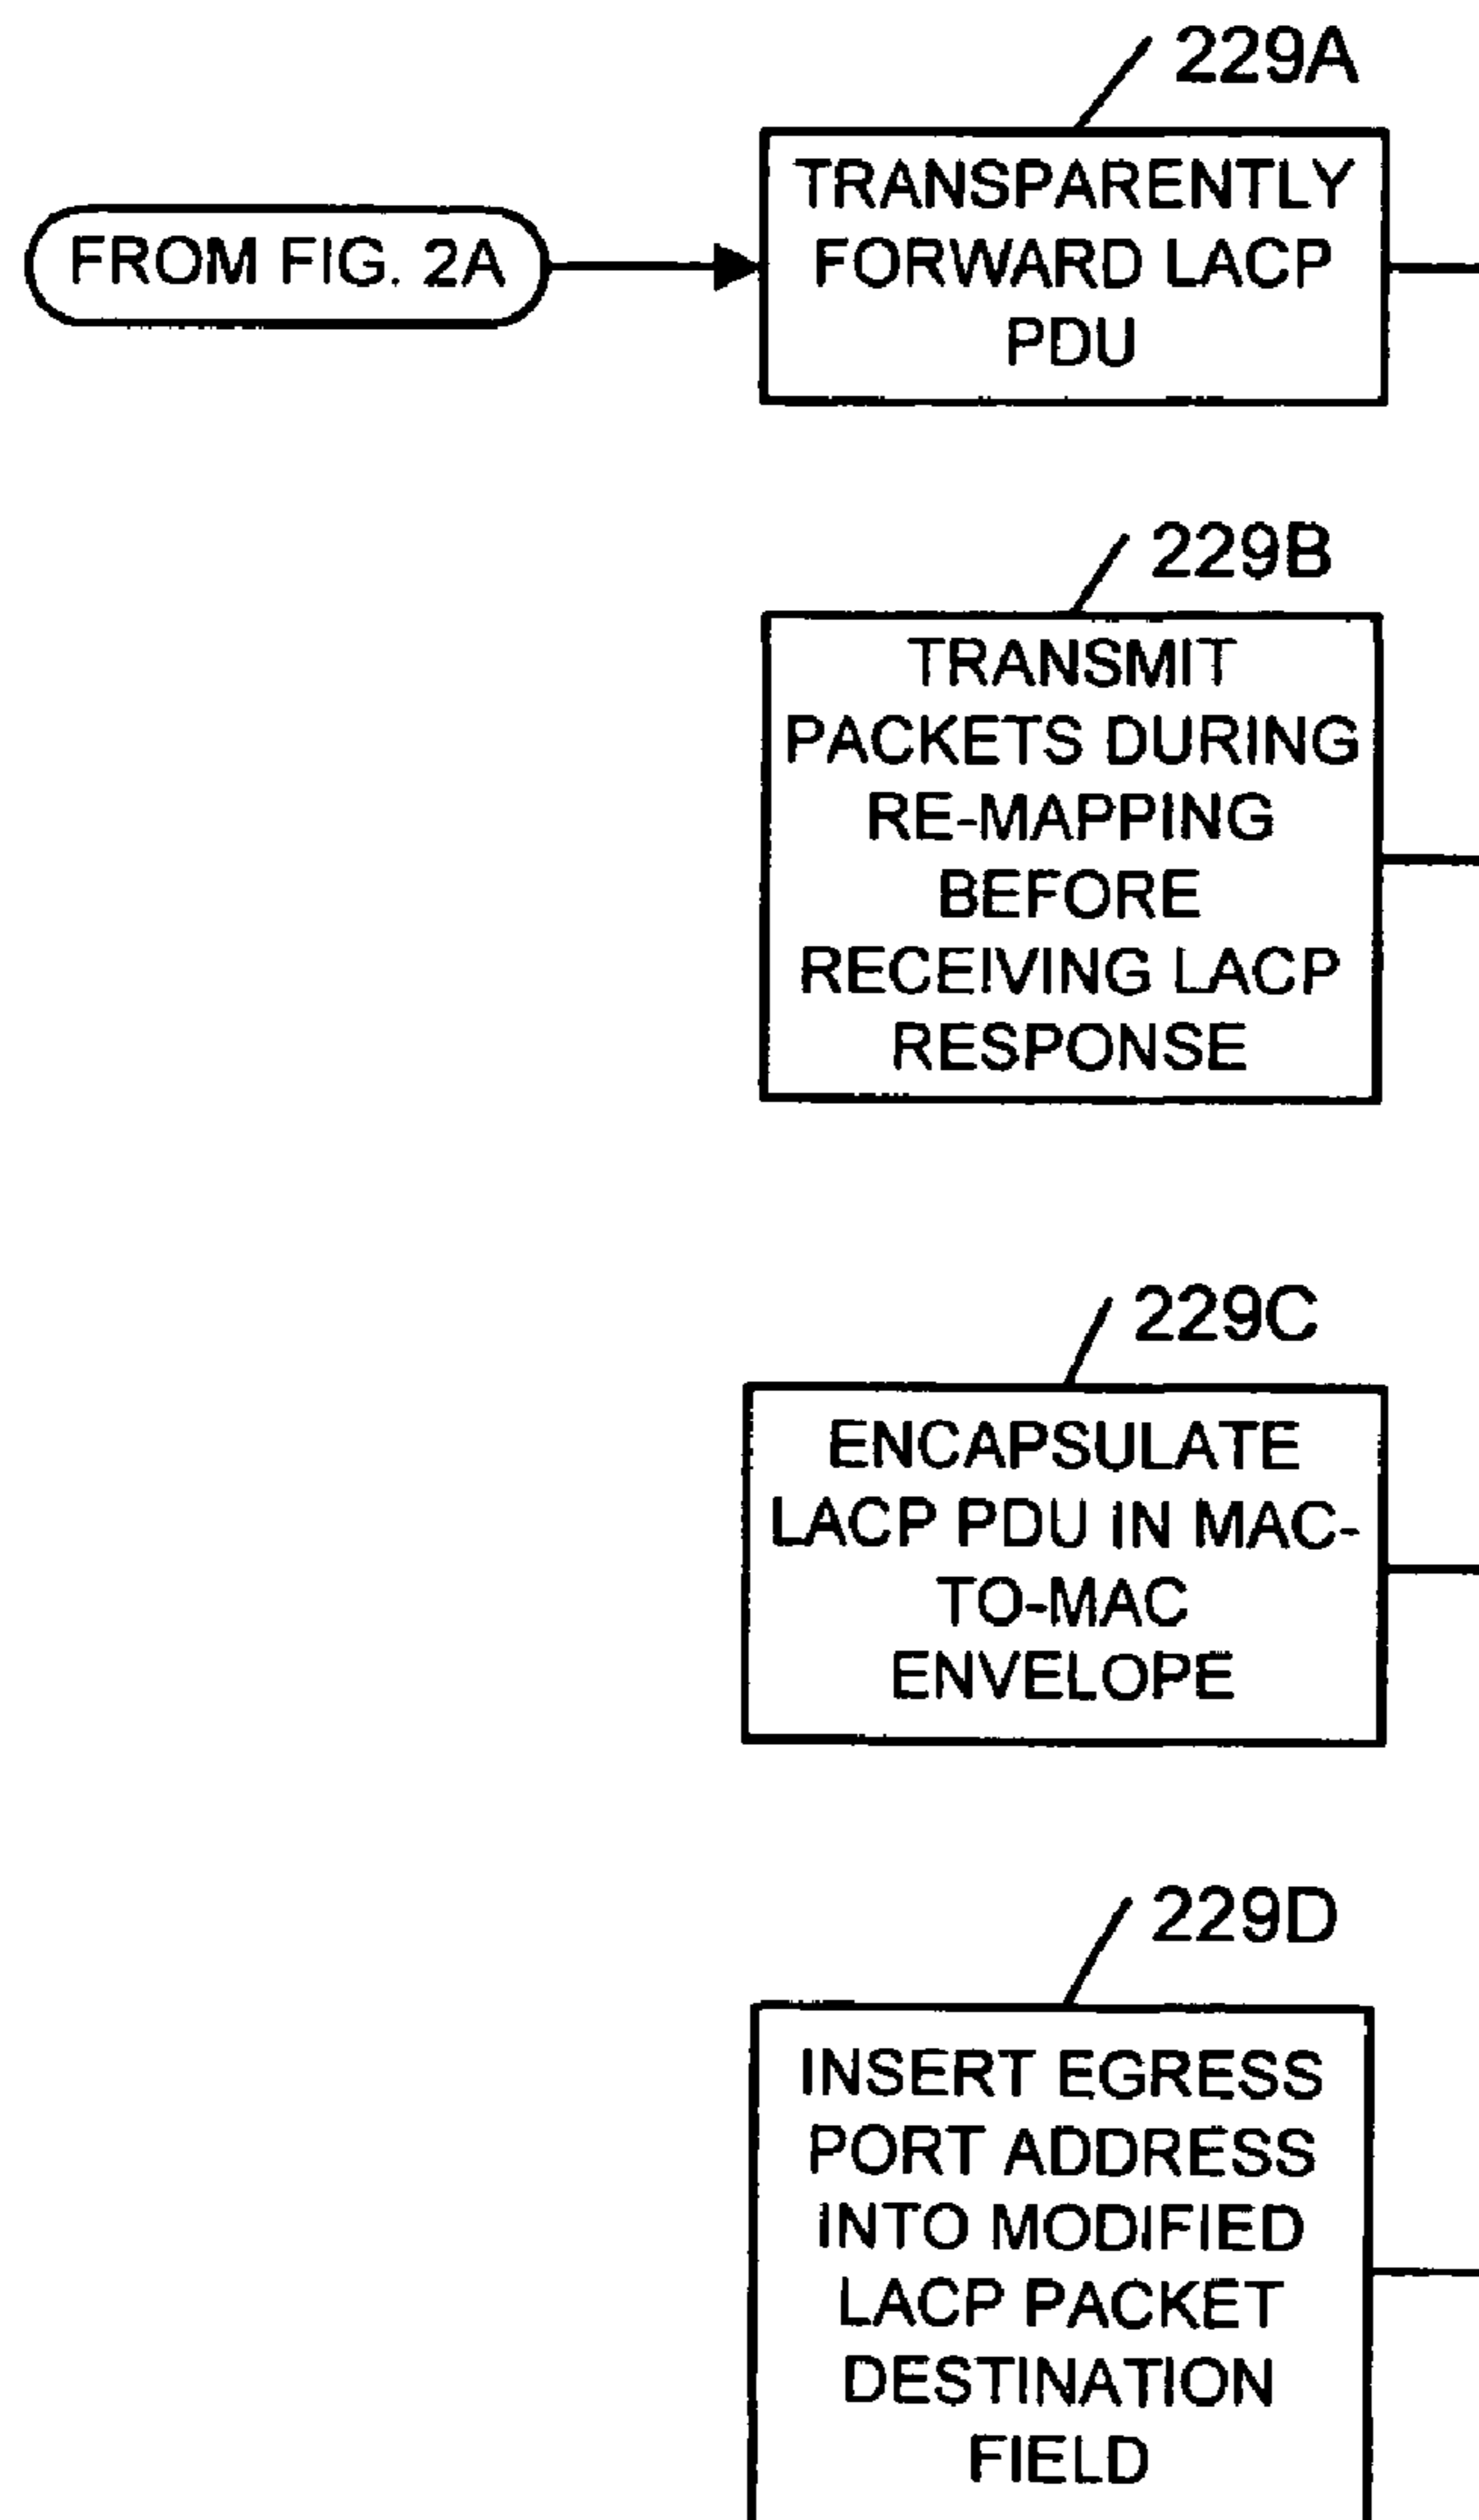 229A
TRANSPARENTLY
FORWARD LACP
PDU
FROM FIG. 2A
229B
TRANSMIT
PACKETS DURING
RE-MAPPING
BEFORE
RECEIVING LACP
RESPONSE
229C
ENCAPSULATE
LACP PDU IN MAC-
TO-MAC
ENVELOPE
229D
INSERT EGRESS
PORT ADDRESS
INTO MODIFIED
LACP PACKET
DESTINATION
FIELD